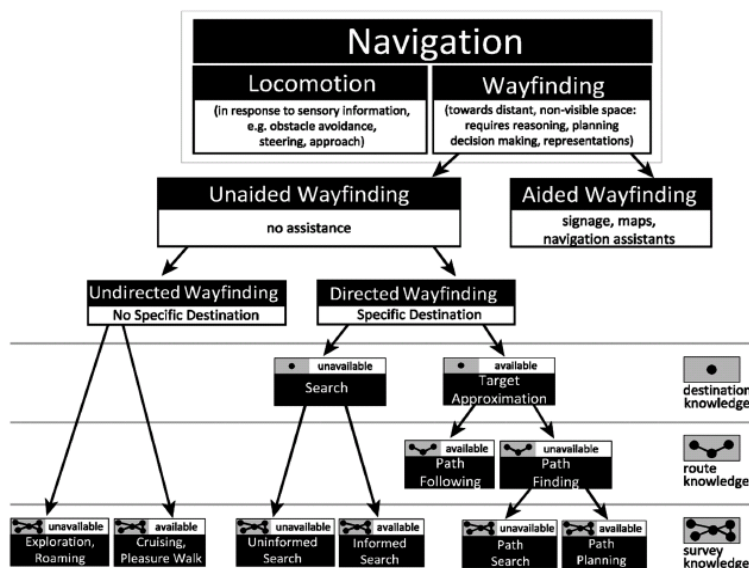 Navigation
Locomotion
(in response to sensory information,
e.g. obstacle avoidance,
steering, approach)
Wayfinding
(towards distant, non-visible space:
requires reasoning, planning
decision making, representations)
Unaided Wayfinding
no assistance
Aided Wayfinding
signage, maps,
navigation assistants
Undirected Wayfinding
No Specific Destination
Directed Wayfinding
Specific Destination
unavailable
Search
available
Target
Approximation
destination
knowledge
available
Path
Following
unavailable
Path
Finding
route
knowledge
unavailable
Exploration,
Roaming
available
Cruising,
Pleasure Walk
unavailable
Uninformed
Search
available
Informed
Search
unavailable
Path
Search
available
Path
Planning
survey
knowledge